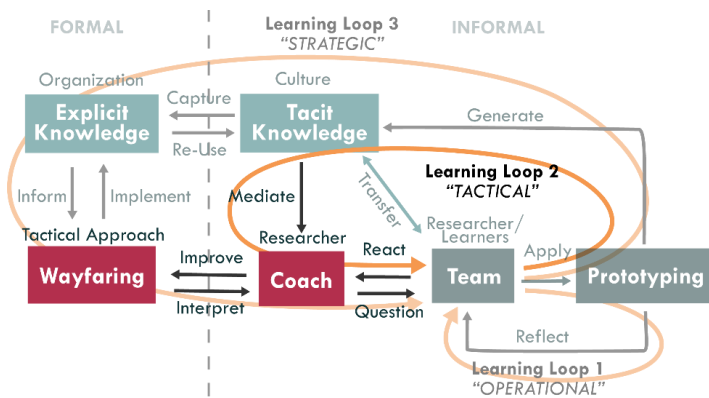 FORMAL
Learning Loop 3
"STRATEGIC"
INFORMAL
Organization
Culture
Explicit
Knowledge
Capture
Re-Use
Tacit
Knowledge
Generate
Inform
Implement
Mediate
Transfer
Learning Loop 2
"TACTICAL"
Tactical Approach
Researcher
Researcher/
Learners
Wayfaring
Improve
Interpret
Coach
React
Question
Team
Apply
Prototyping
Reflect
Learning Loop 1
"OPERATIONAL"